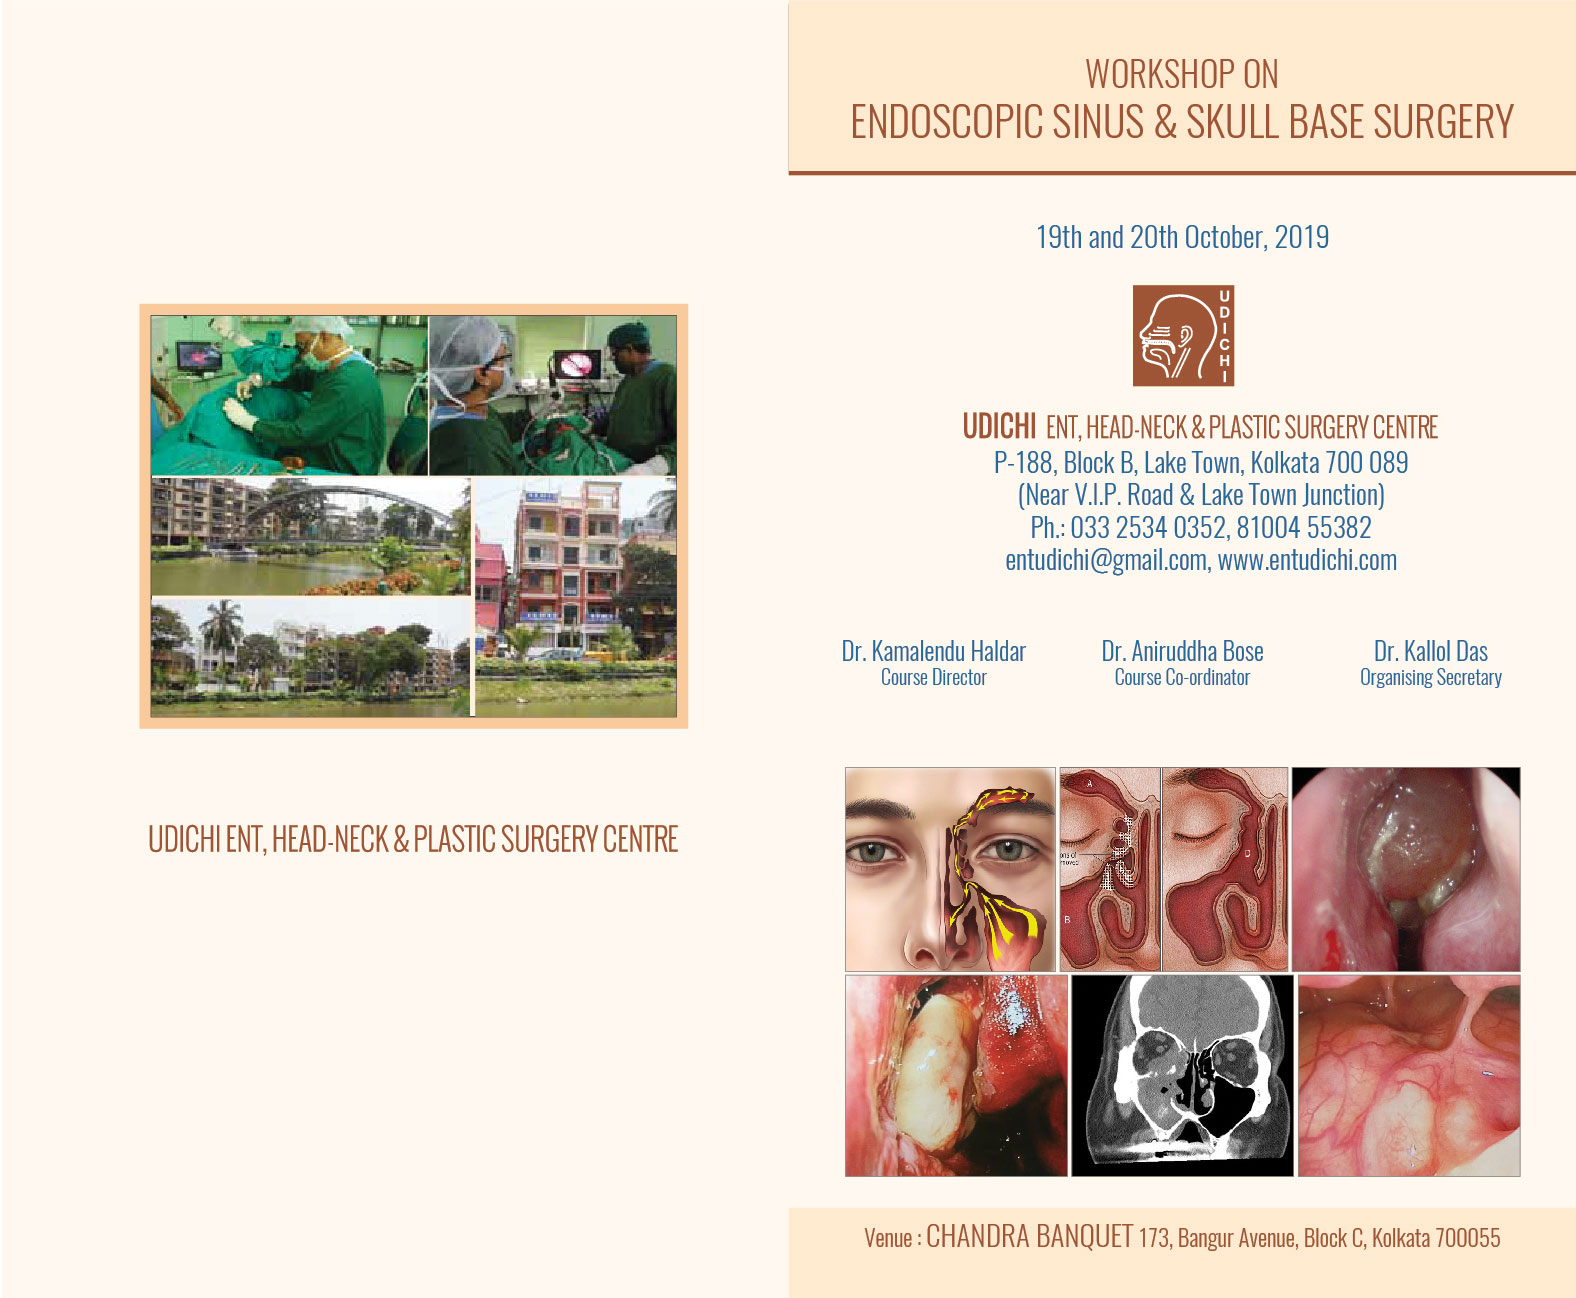 UDICHI ENT, HEAD-NECK & PLASTIC SURGERY CENTRE
WORKSHOP ON
ENDOSCOPIC SINUS & SKULL BASE SURGERY
19th and 20th October, 2019
UDICHI
UDICHI ENT, HEAD-NECK & PLASTIC SURGERY CENTRE
P-188, Block B, Lake Town, Kolkata 700 089
(Near V.I.P. Road & Lake Town Junction)
Ph.: 033 2534 0352, 81004 55382
entudichi@gmail.com, www.entudichi.com
Dr. Kamalendu Haldar
Course Director
Dr. Aniruddha Bose
Course Co-ordinator
Dr. Kallol Das
Organising Secretary
A
ons of
moved
B
D
Venue : CHANDRA BANQUET 173, Bangur Avenue, Block C, Kolkata 700055